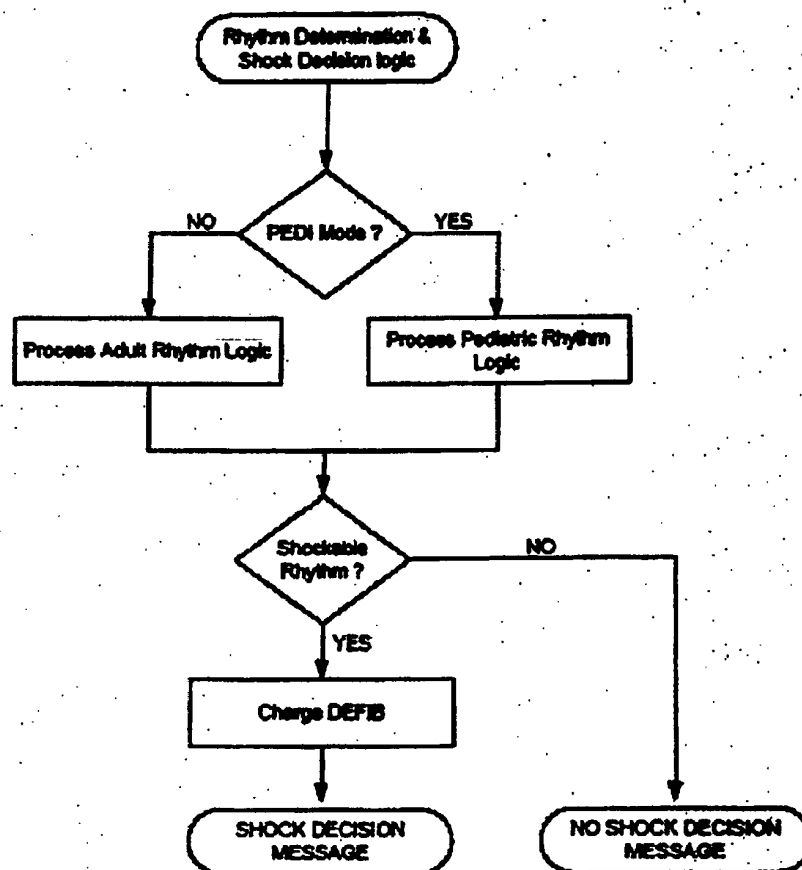 Rhythm Determination &
Shock Decision logic
PEDI Mode ?
NO
YES
Process Adult Rhythm Logic
Process Pediatric Rhythm
Logic
Shockable
Rhythm ?
NO
YES
Charge DEFIB
SHOCK DECISION
MESSAGE
NO SHOCK DECISION
MESSAGE